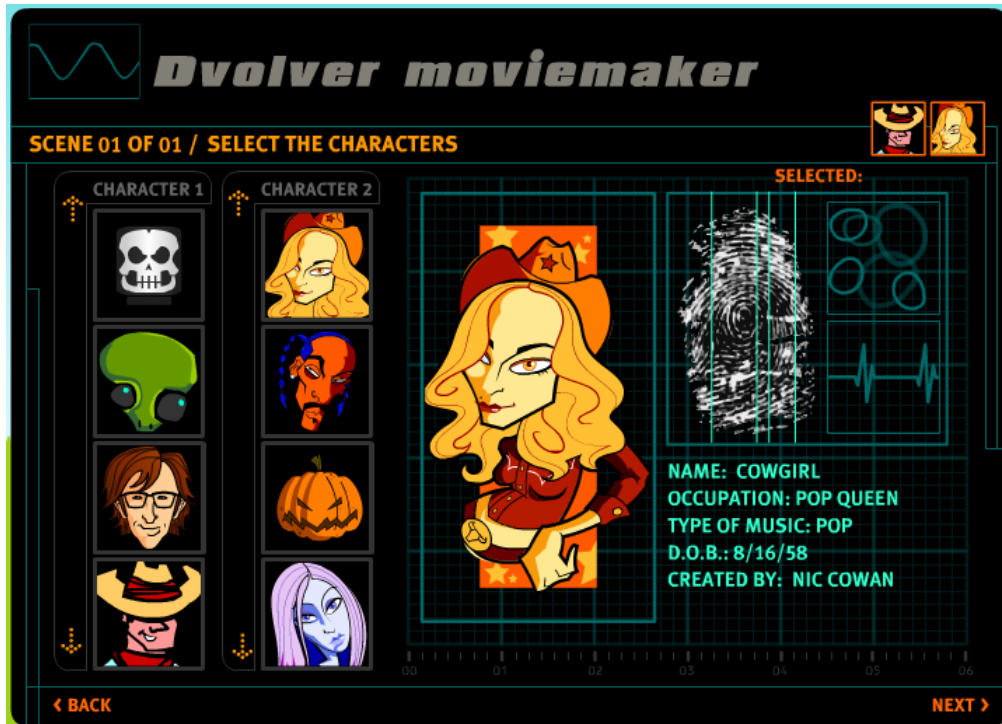 Dvolver moviemaker
SCENE 01 OF 01 / SELECT THE CHARACTERS
SELECTED:
CHARACTER 1
CHARACTER 2
NAME: COWGIRL
OCCUPATION: POP QUEEN
TYPE OF MUSIC: POP
D.O.B.: 8/16/58
CREATED BY: NIC COWAN
00 01 02 03 04 05 06
< BACK
NEXT >